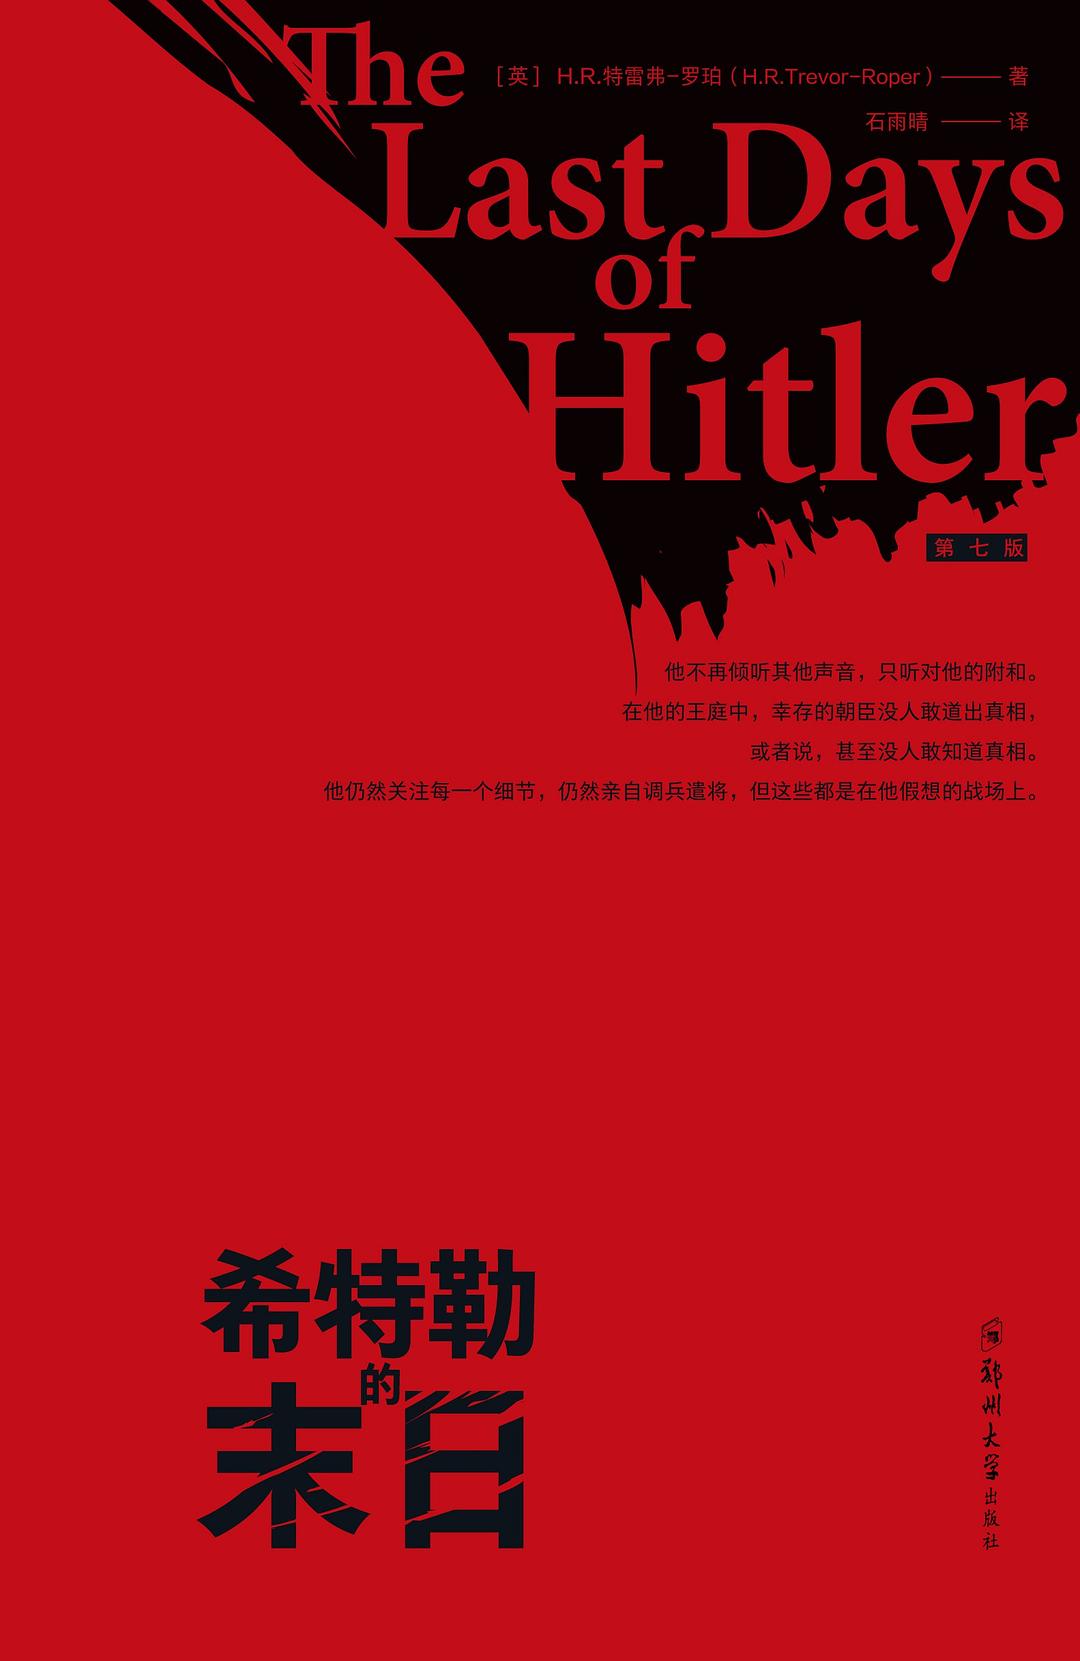 The
[英] H.R.特雷弗-罗珀（H.R.Trevor-Roper）—— 著
石雨晴 —— 译
Last Days
of
Hitler
第七版
他不再倾听其他声音，只听对他的附和。
在他的王庭中，幸存的朝臣没人敢道出真相，
或者说，甚至没人敢知道真相。
他仍然关注每一个细节，仍然亲自调兵遣将，但这些都是在他假想的战场上。
希特勒
的
末日
郑州大学出版社